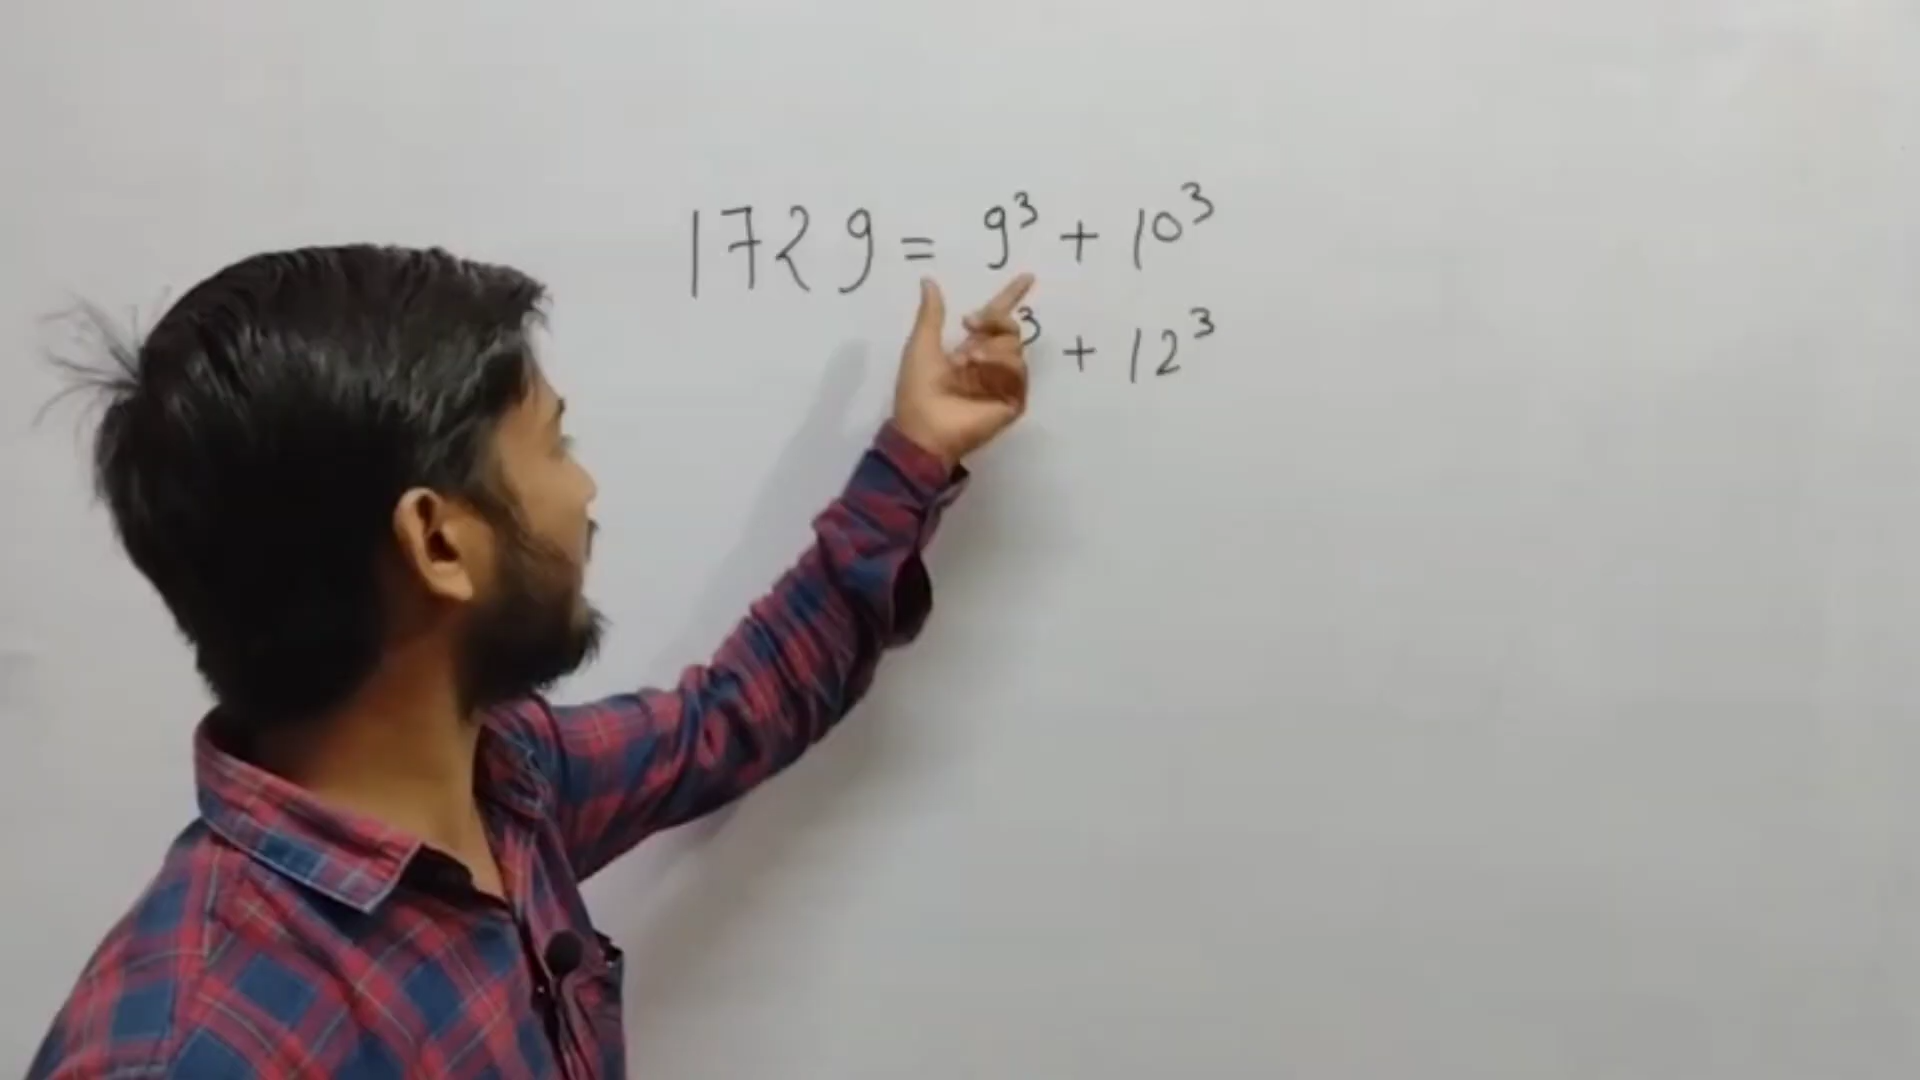 1729 = 9³ + 10³
³ + 12³